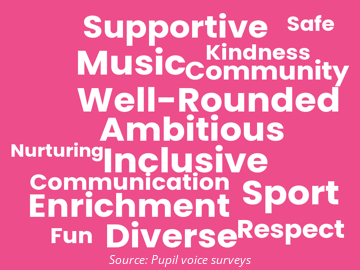 Supportive Safe
Kindness
Music Community
Well-Rounded
Ambitious
Nurturing Inclusive
Communication
Enrichment Sport
Fun Diverse Respect
Source: Pupil voice surveys